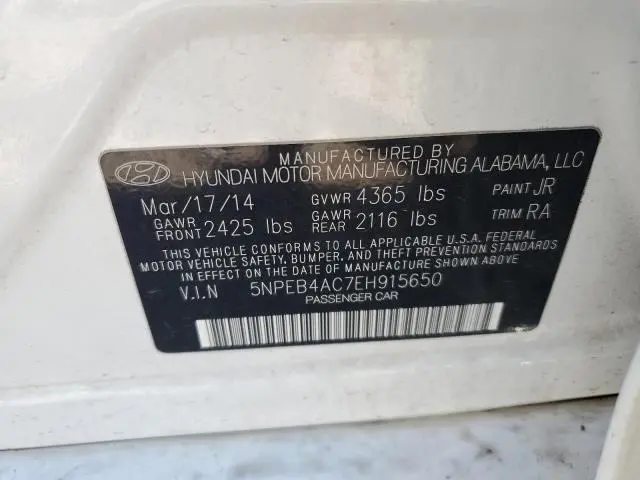 MANUFACTURED BY
HYUNDAI MOTOR MANUFACTURING ALABAMA, LLC
Mar/17/14 GVWR 4365 lbs PAINT JR
GAWR FRONT 2425 lbs GAWR REAR 2116 lbs TRIM RA
THIS VEHICLE CONFORMS TO ALL APPLICABLE U.S.A. FEDERAL
MOTOR VEHICLE SAFETY, BUMPER, AND THEFT PREVENTION STANDARDS
IN EFFECT ON THE DATE OF MANUFACTURE SHOWN ABOVE
V.I.N 5NPEB4AC7EH915650
PASSENGER CAR